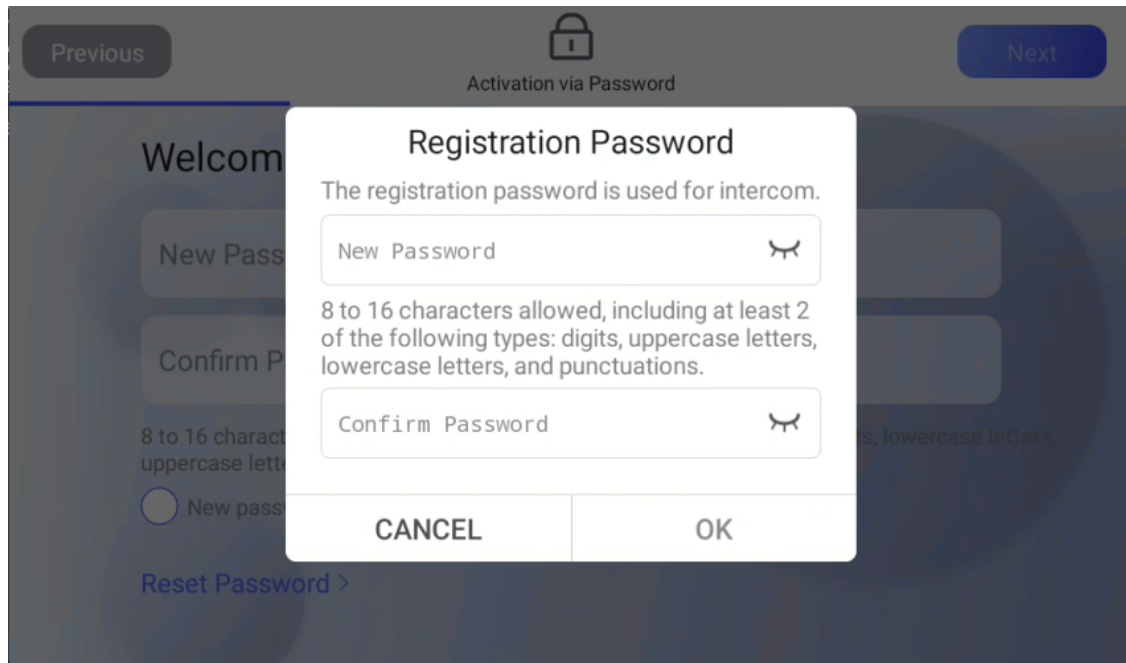 Previous
Activation via Password
Next
Welcom
Registration Password
The registration password is used for intercom.
New Pass
New Password
8 to 16 characters allowed, including at least 2
of the following types: digits, uppercase letters,
lowercase letters, and punctuations.
Confirm P
Confirm Password
8 to 16 charact
ts, lowercase letters,
uppercase lette
New passw
CANCEL
OK
Reset Password >